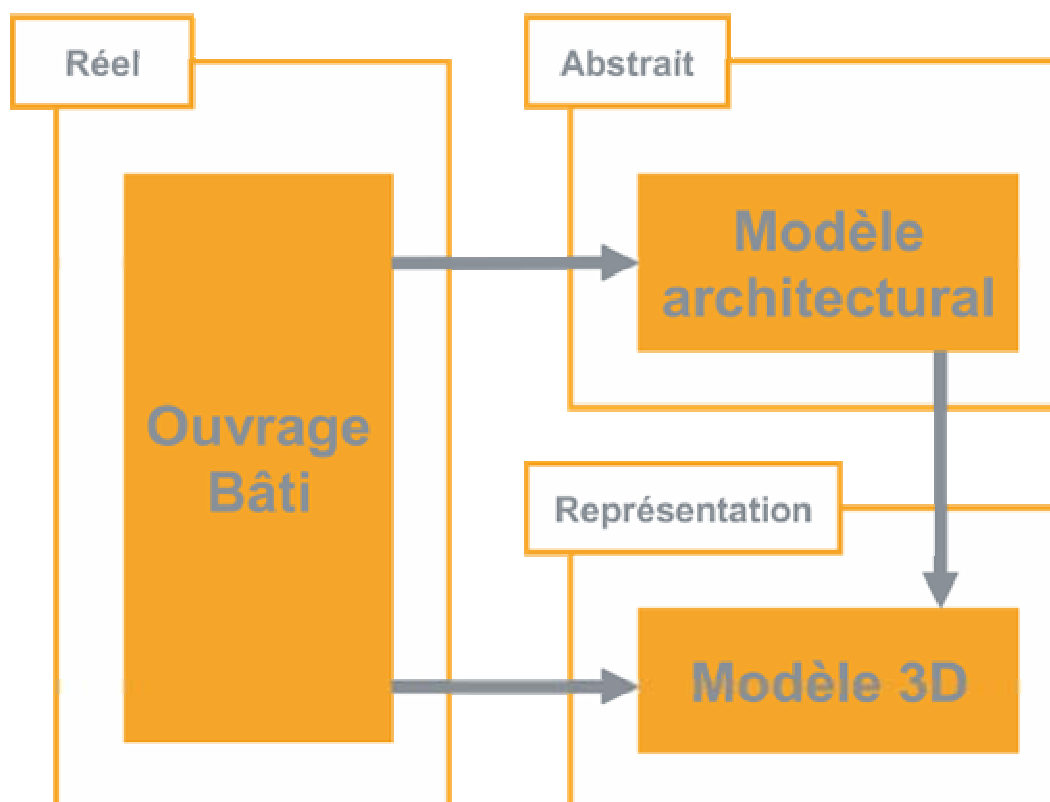 Réel
Abstrait
Modèle
architectural
Ouvrage
Bâti
Représentation
Modèle 3D